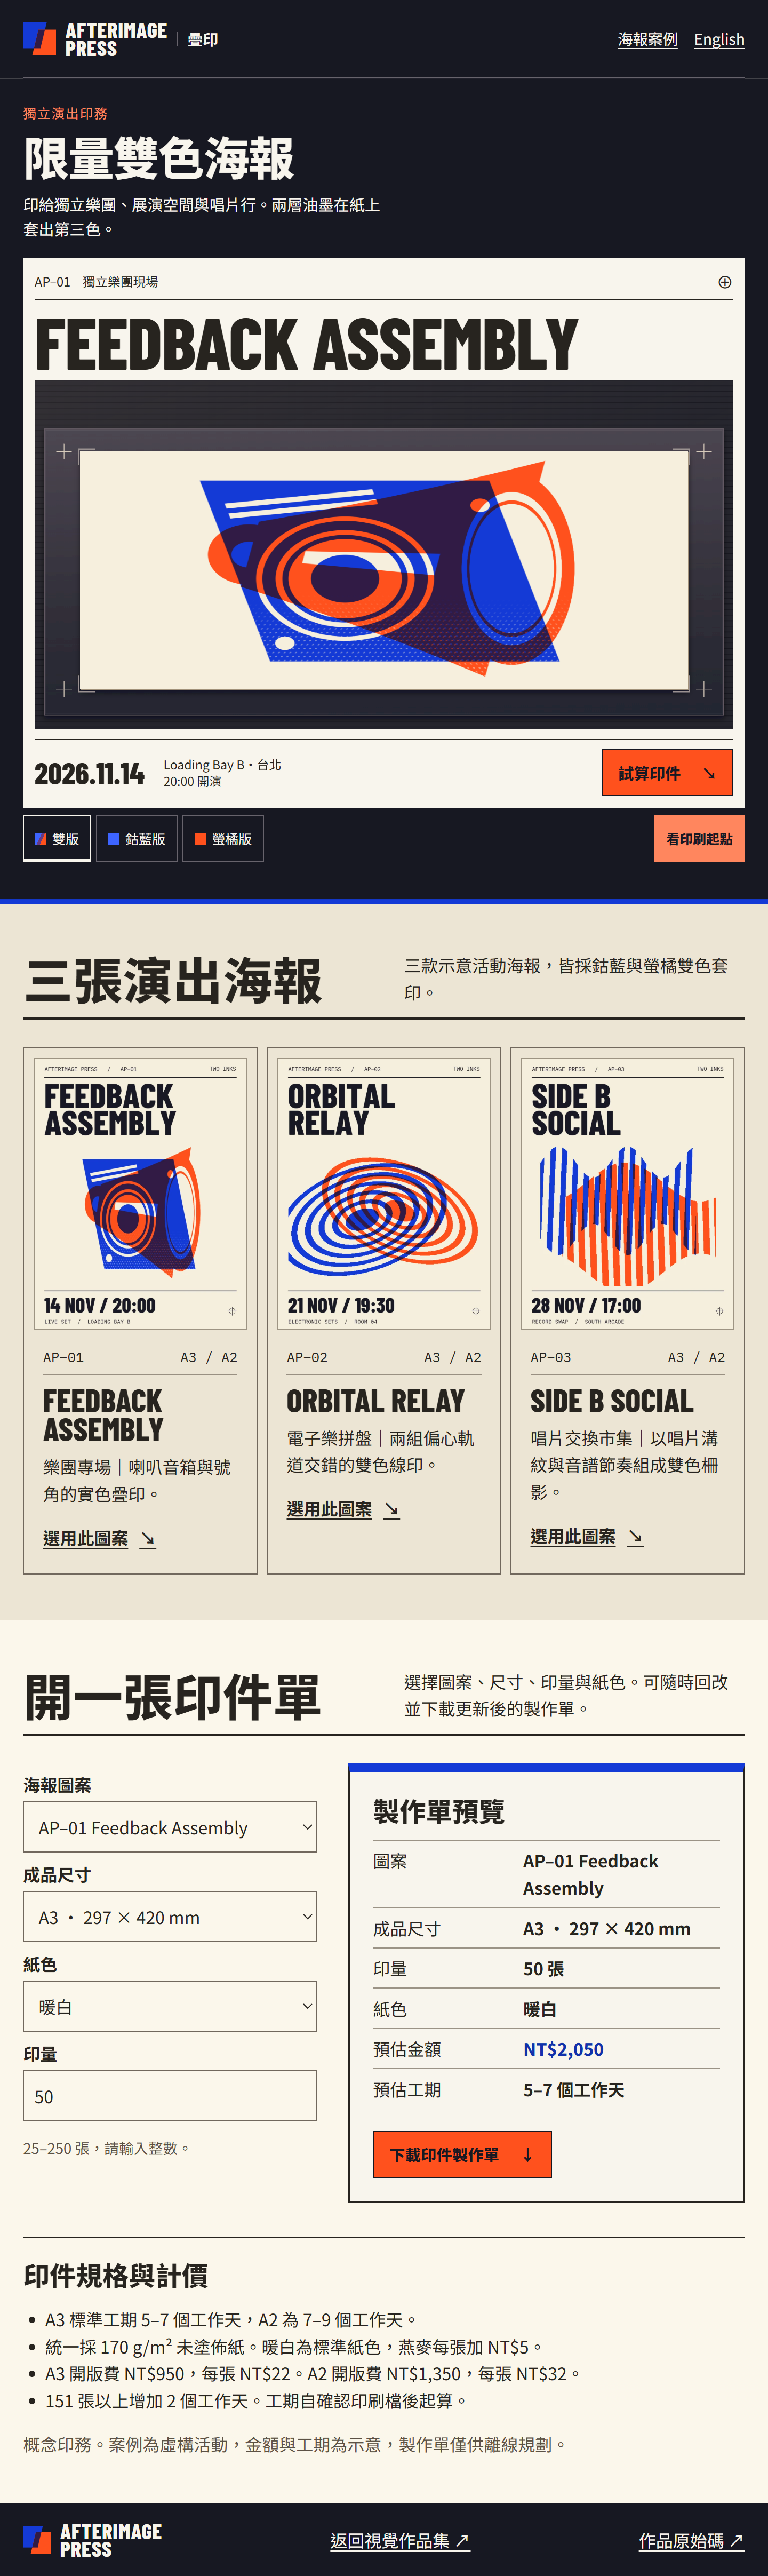 AFTERIMAGE
PRESS
疊印
海報案例 English
獨立演出印務
限量雙色海報
印給獨立樂團、展演空間與唱片行。兩層油墨在紙上
套出第三色。
AP–01 獨立樂團現場
FEEDBACK ASSEMBLY
2026.11.14
Loading Bay B・台北
20:00 開演
試算印件 ↘
雙版 鈷藍版 螢橘版
看印刷起點
三張演出海報
三款示意活動海報，皆採鈷藍與螢橘雙色套
印。
AFTERIMAGE PRESS / AP-01 TWO INKS
FEEDBACK
ASSEMBLY
14 NOV / 20:00
LIVE SET / LOADING BAY B
AP–01 A3 / A2
FEEDBACK
ASSEMBLY
樂團專場｜喇叭音箱與號
角的實色疊印。
選用此圖案 ↘
AFTERIMAGE PRESS / AP-02 TWO INKS
ORBITAL
RELAY
21 NOV / 19:30
ELECTRONIC SETS / ROOM 04
AP–02 A3 / A2
ORBITAL RELAY
電子樂拼盤｜兩組偏心軌
道交錯的雙色線印。
選用此圖案 ↘
AFTERIMAGE PRESS / AP-03 TWO INKS
SIDE B
SOCIAL
28 NOV / 17:00
RECORD SWAP / SOUTH ARCADE
AP–03 A3 / A2
SIDE B SOCIAL
唱片交換市集｜以唱片溝
紋與音譜節奏組成雙色柵
影。
選用此圖案 ↘
開一張印件單
選擇圖案、尺寸、印量與紙色。可隨時回改
並下載更新後的製作單。
海報圖案
AP–01 Feedback Assembly
成品尺寸
A3 ・ 297 × 420 mm
紙色
暖白
印量
50
25–250 張，請輸入整數。
製作單預覽
圖案 AP–01 Feedback
Assembly
成品尺寸 A3 ・ 297 × 420 mm
印量 50 張
紙色 暖白
預估金額 NT$2,050
預估工期 5–7 個工作天
下載印件製作單 ↓
印件規格與計價
• A3 標準工期 5–7 個工作天，A2 為 7–9 個工作天。
• 統一採 170 g/m² 未塗佈紙。暖白為標準紙色，燕麥每張加 NT$5。
• A3 開版費 NT$950，每張 NT$22。A2 開版費 NT$1,350，每張 NT$32。
• 151 張以上增加 2 個工作天。工期自確認印刷檔後起算。
概念印務。案例為虛構活動，金額與工期為示意，製作單僅供離線規劃。
AFTERIMAGE
PRESS
返回視覺作品集 ↗
作品原始碼 ↗